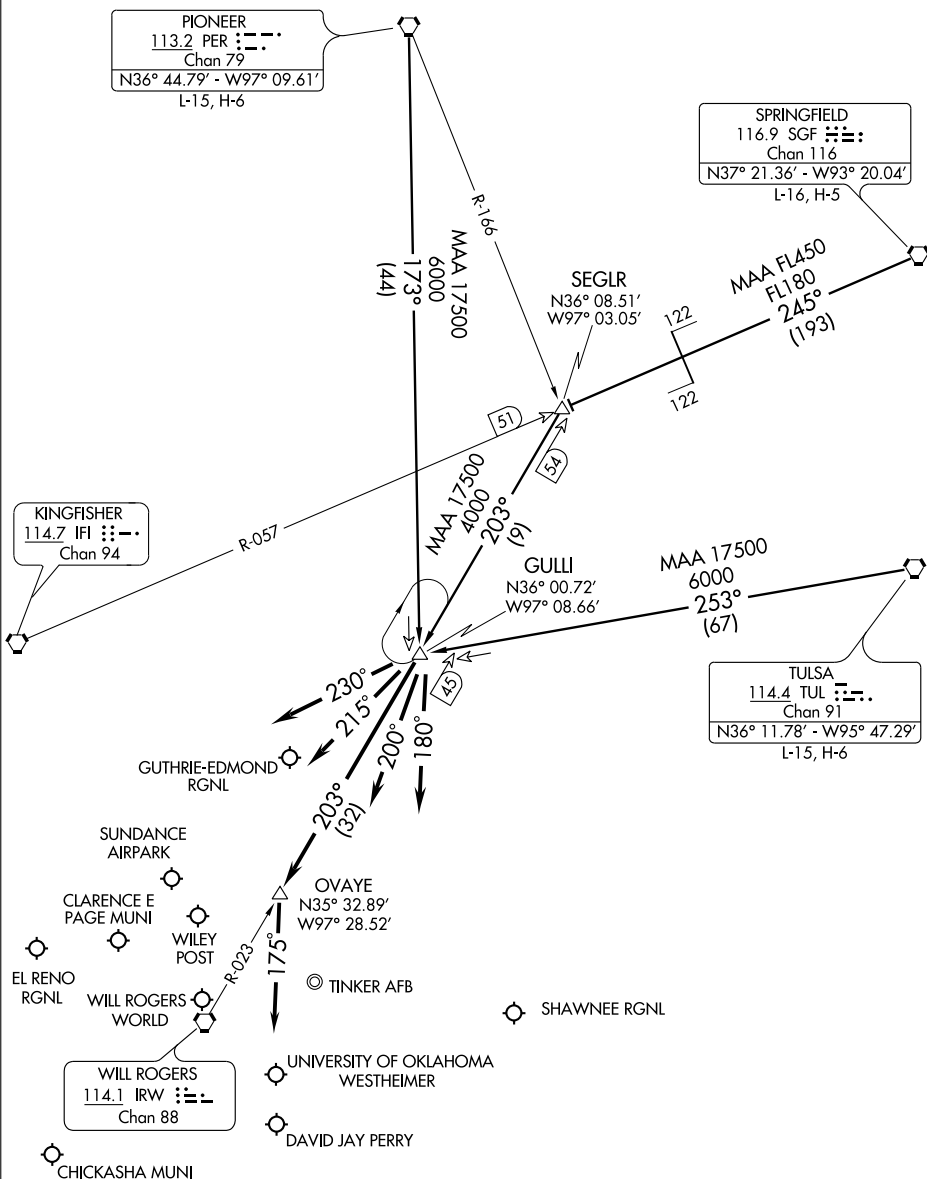 PIONEER
113.2 PER
Chan 79
N36° 44.79' - W97° 09.61'
L-15, H-6
SPRINGFIELD
116.9 SGF
Chan 116
N37° 21.36' - W93° 20.04'
L-16, H-5
R-166
MAA 17500
6000
173°
(44)
SEGLR
N36° 08.51'
W97° 03.05'
MAA FL450
FL180
245°
(193)
122
122
51
54
KINGFISHER
114.7 IFI
Chan 94
R-057
MAA 17500
4000
203°
(9)
GULLI
N36° 00.72'
W97° 08.66'
MAA 17500
6000
253°
(67)
45
TULSA
114.4 TUL
Chan 91
N36° 11.78' - W95° 47.29'
L-15, H-6
230°
215°
200°
180°
203°
(32)
GUTHRIE-EDMOND
RGNL
SUNDANCE
AIRPARK
CLARENCE E
PAGE MUNI
WILEY
POST
OVAYE
N35° 32.89'
W97° 28.52'
EL RENO
RGNL
R-023
175°
TINKER AFB
WILL ROGERS
WORLD
SHAWNEE RGNL
WILL ROGERS
114.1 IRW
Chan 88
UNIVERSITY OF OKLAHOMA
WESTHEIMER
DAVID JAY PERRY
CHICKASHA MUNI